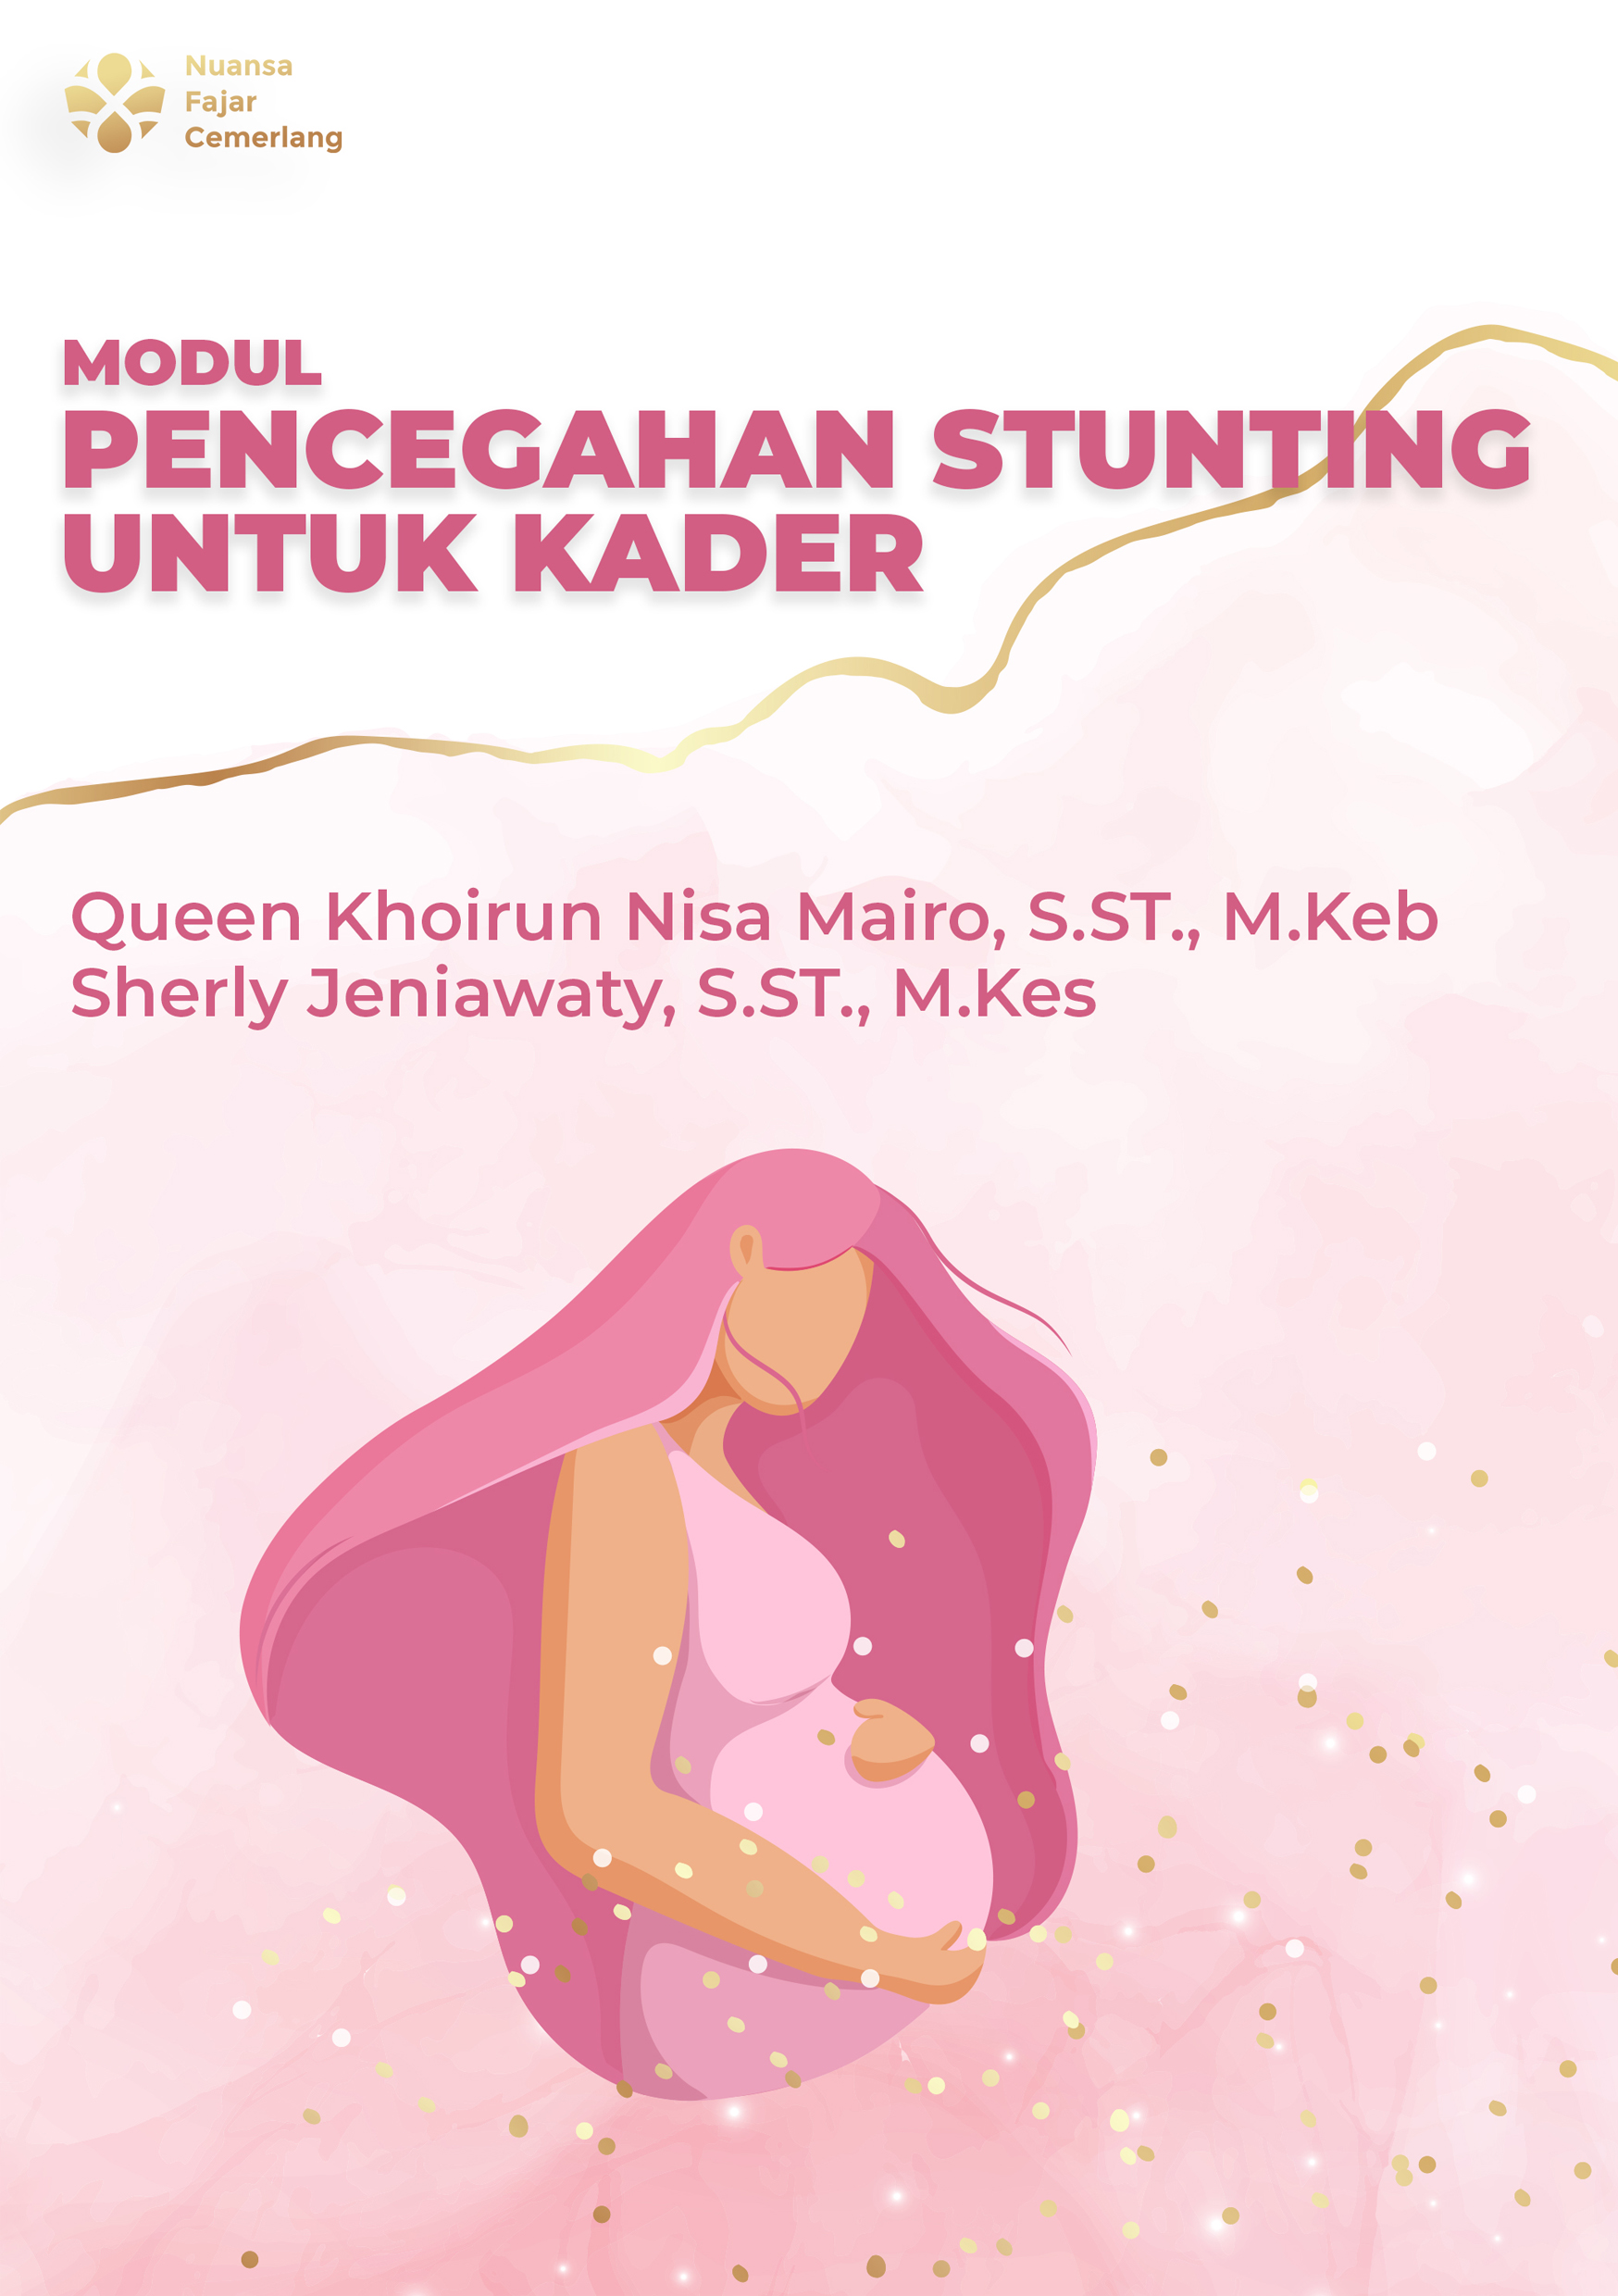 Nuansa
Fajar
Cemerlang
MODUL
PENCEGAHAN STUNTING
UNTUK KADER
Queen Khoirun Nisa Mairo, S.ST., M.Keb
Sherly Jeniawaty, S.ST., M.Kes